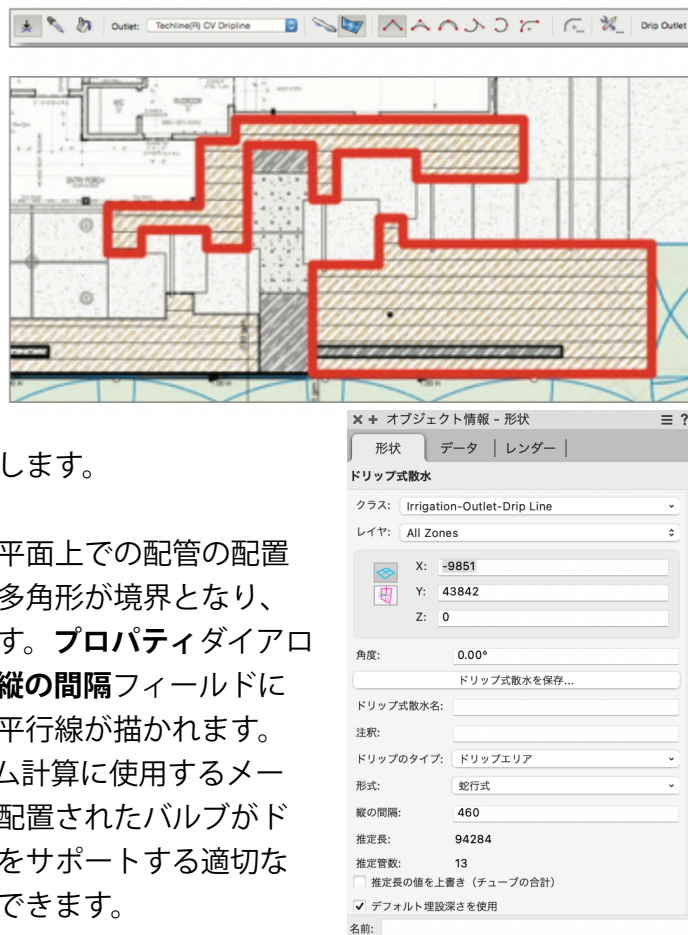 Outlet: Techline(R) CV Dripline Drip Outlet
します。
平面上での配管の配置
多角形が境界となり、
す。プロパティダイアロ
縦の間隔フィールドに
平行線が描かれます。
ム計算に使用するメー
配置されたバルブがド
をサポートする適切な
できます。
オブジェクト情報 - 形状
形状 データ レンダー
ドリップ式散水
クラス: Irrigation-Outlet-Drip Line
レイヤ: All Zones
X: -9851
Y: 43842
Z: 0
角度: 0.00°
ドリップ式散水を保存...
ドリップ式散水名:
注釈:
ドリップのタイプ: ドリップエリア
形式: 蛇行式
縦の間隔: 460
推定長: 94284
推定管数: 13
推定長の値を上書き（チューブの合計）
デフォルト埋設深さを使用
名前: